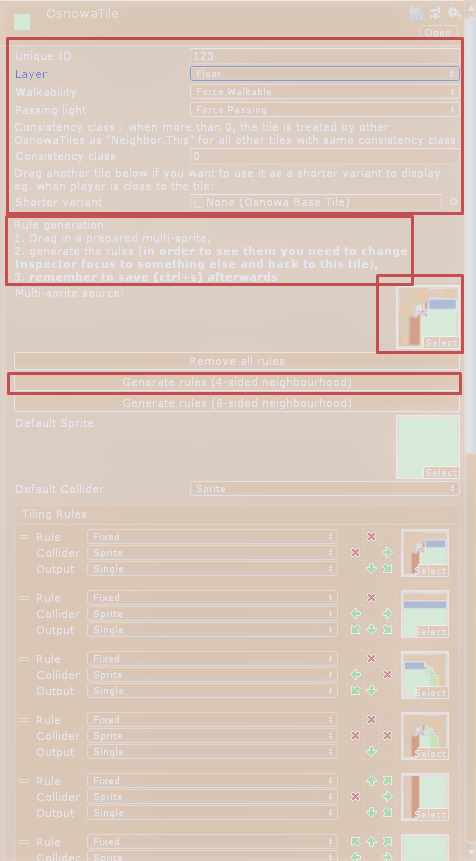 OsnowaTile
Open
Unique ID 123
Layer Floor
Walkability Force Walkable
Passing light Force Passing
Consistency class : when more than 0, the tile is treated by other
OsnowaTiles as "Neighbor.This" for all other tiles with same consistency class.
Consistency class 0
Drag another tile below if you want to use it as a shorter variant to display
eg. when player is close to the tile:
Shorter variant None (Osnowa Base Tile)
Rule generation.
1. Drag in a prepared multi-sprite,
2. generate the rules (in order to see them you need to change
Inspector focus to something else and back to this tile),
3. remember to save (ctrl+s) afterwards.
Multi-sprite source:
Select
Remove all rules
Generate rules (4-sided neighbourhood)
Generate rules (8-sided neighbourhood)
Default Sprite
Select
Default Collider Sprite
Tiling Rules
Rule Fixed
Collider Sprite
Output Single
Select
Rule Fixed
Collider Sprite
Output Single
Select
Rule Fixed
Collider Sprite
Output Single
Select
Rule Fixed
Collider Sprite
Output Single
Select
Rule Fixed
Collider Sprite
Output Single
Select
Rule Fixed
Collider Sprite